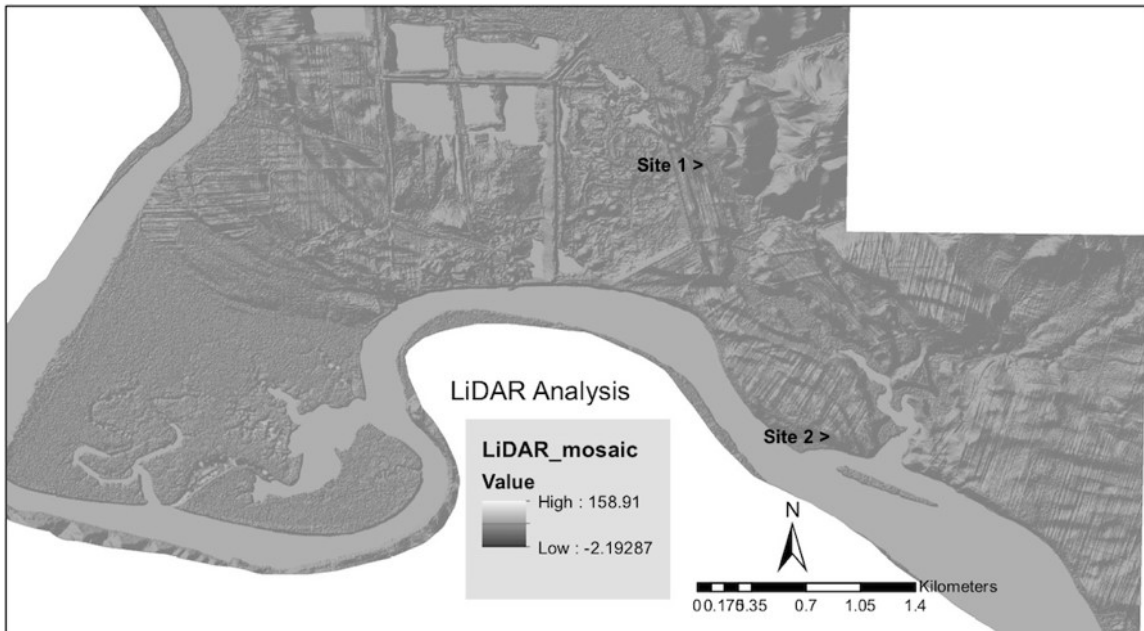 Site 1 >
LiDAR Analysis
Site 2 >
LiDAR_mosaic
Value
High : 158.91
Low : -2.19287
N
Kilometers
0 0.175 0.35 0.7 1.05 1.4